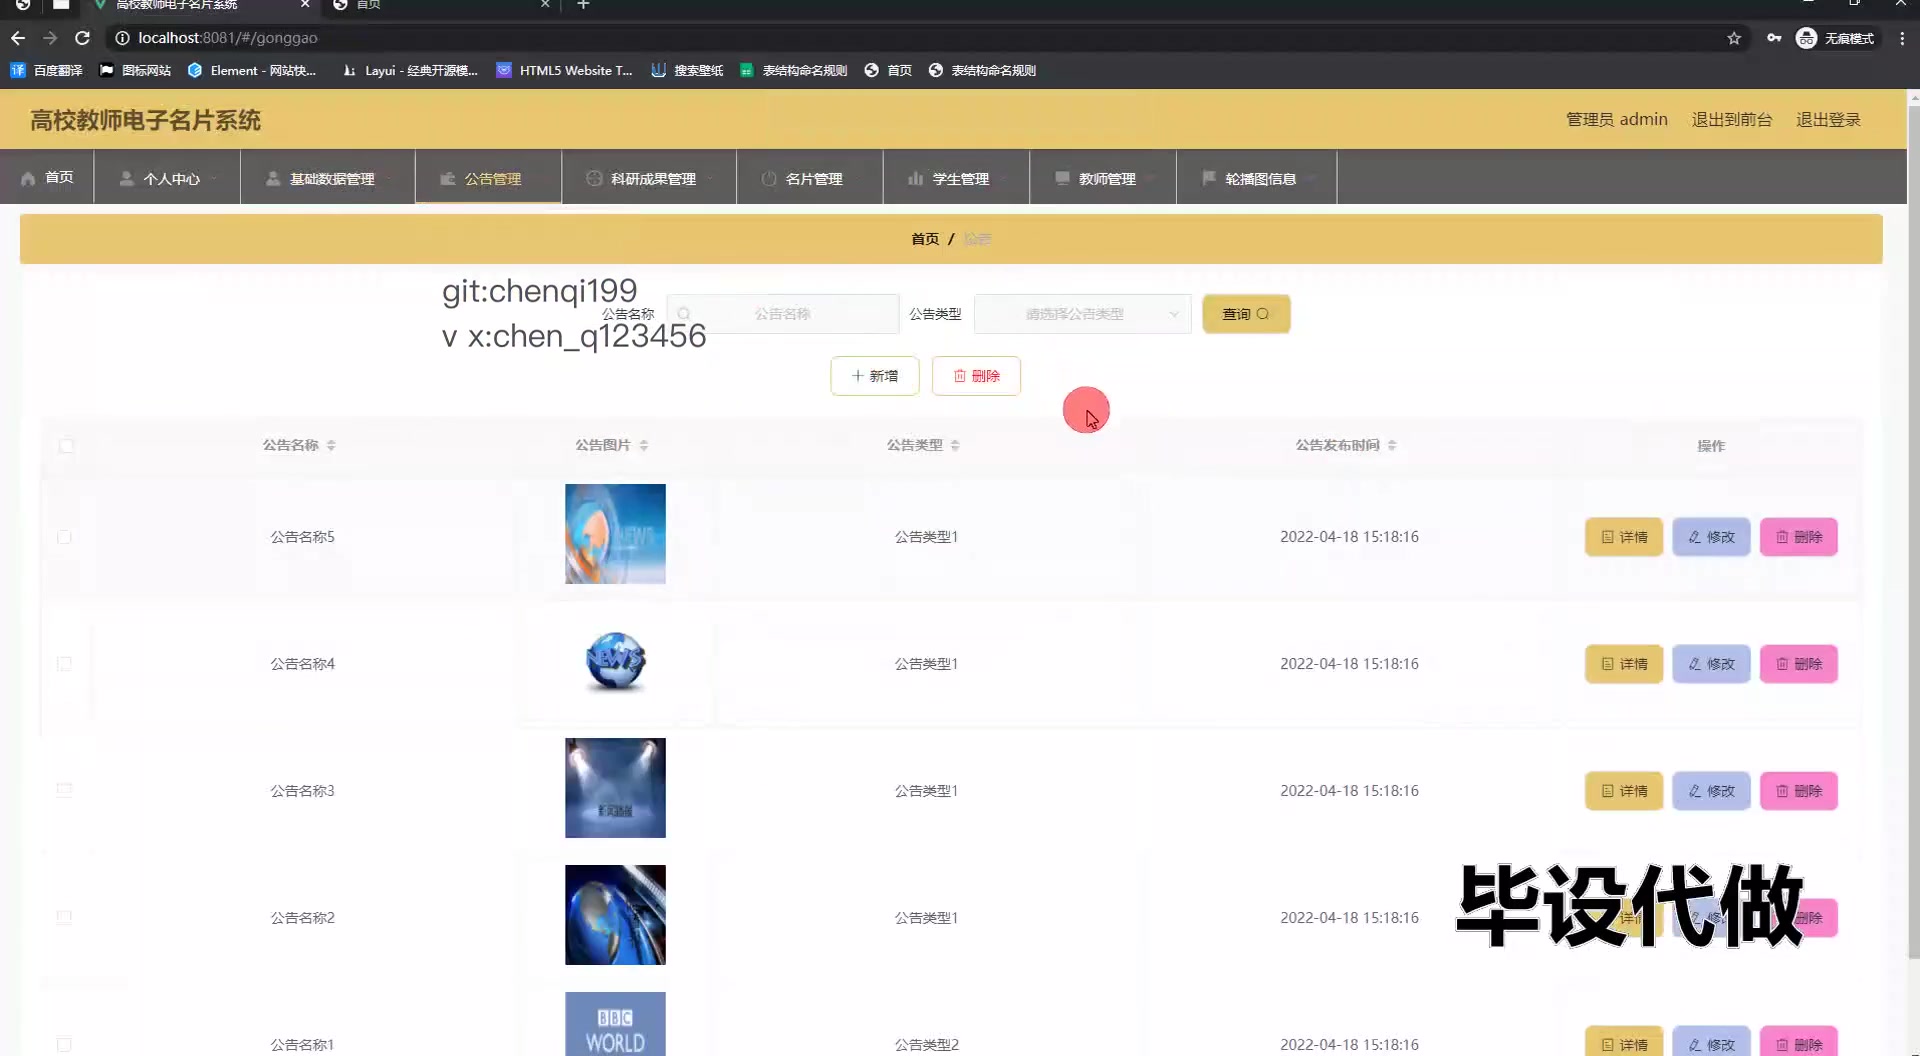 高校教师电子名片系统
首页
localhost:8081/#/gonggao
无痕模式
百度翻译
图标网站
Element - 网站快...
Layui - 经典开源模...
HTML5 Website T...
搜索壁纸
表结构命名规则
首页
表结构命名规则
高校教师电子名片系统
管理员 admin
退出到前台
退出登录
首页
个人中心
基础数据管理
公告管理
科研成果管理
名片管理
学生管理
教师管理
轮播图信息
首页 / 公告
git:chenqi199
v x:chen_q123456
公告名称
公告名称
公告类型
请选择公告类型
查询
新增
删除
公告名称
公告图片
公告类型
公告发布时间
操作
公告名称5
NEWS
公告类型1
2022-04-18 15:18:16
详情
修改
删除
公告名称4
NEWS
公告类型1
2022-04-18 15:18:16
详情
修改
删除
公告名称3
公告类型1
2022-04-18 15:18:16
详情
修改
删除
公告名称2
公告类型1
2022-04-18 15:18:16
毕设代做
删除
公告名称1
BBC
WORLD
公告类型2
2022-04-18 15:18:16
详情
修改
删除